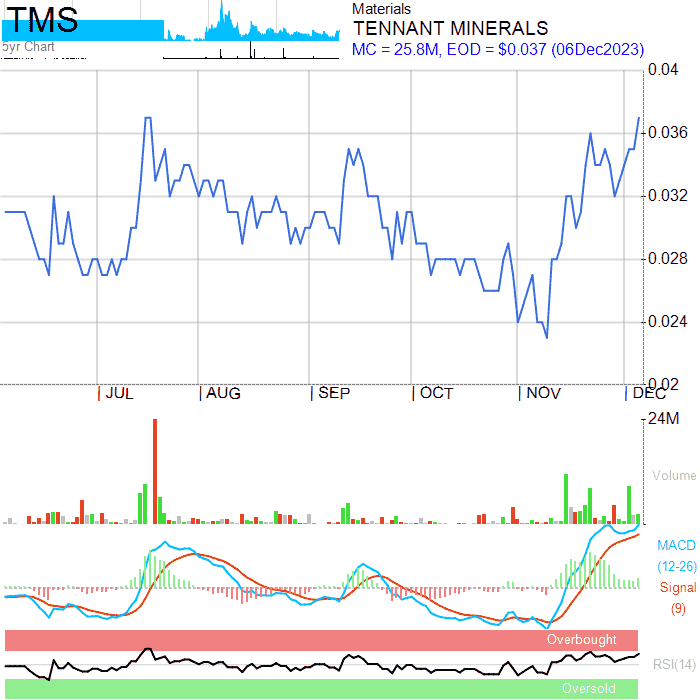 TMS
5yr Chart
Materials
TENNANT MINERALS
MC = 25.8M, EOD = $0.037 (06Dec2023)
0.04
0.036
0.032
0.028
0.024
0.02
JUL AUG SEP OCT NOV DEC
24M
Volume
MACD
(12-26)
Signal
(9)
Overbought
RSI(14)
Oversold